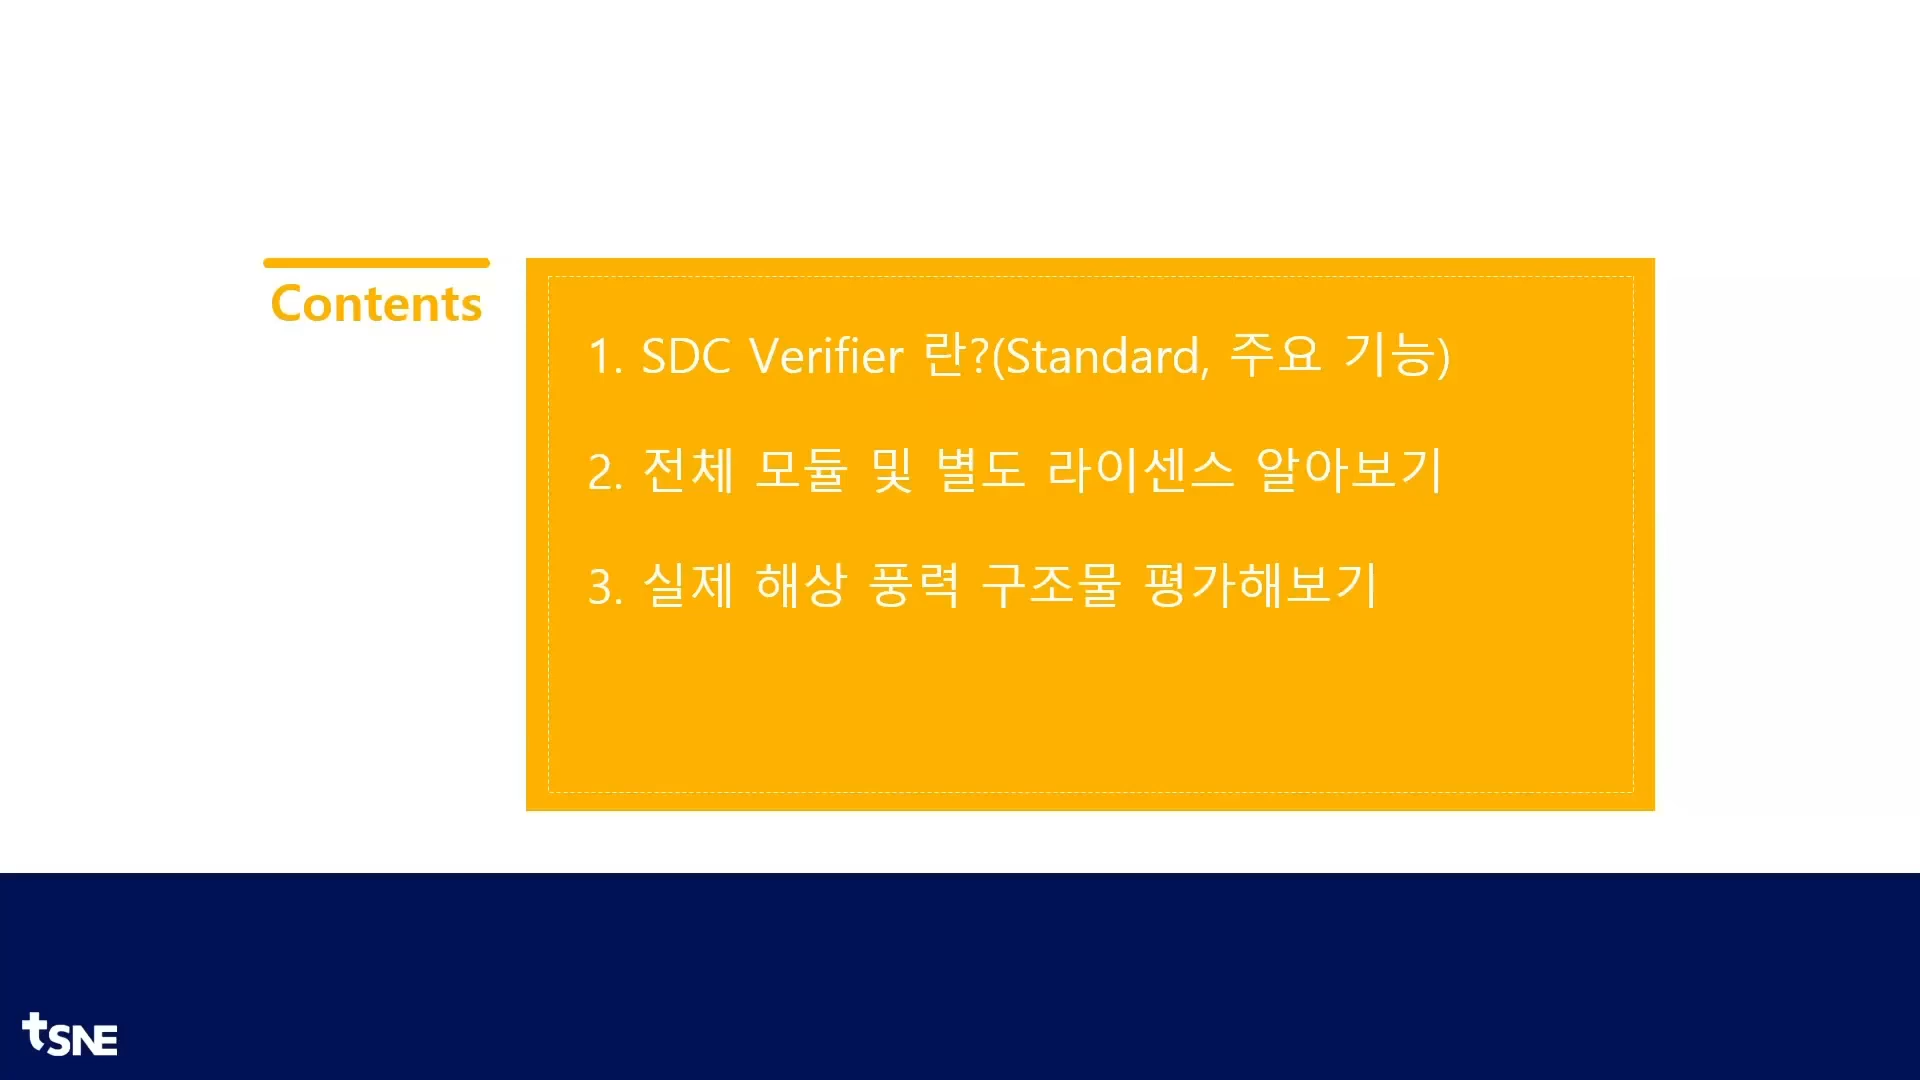 Contents
1. SDC Verifier 란?(Standard, 주요 기능)
2. 전체 모듈 및 별도 라이센스 알아보기
3. 실제 해상 풍력 구조물 평가해보기
tSNE